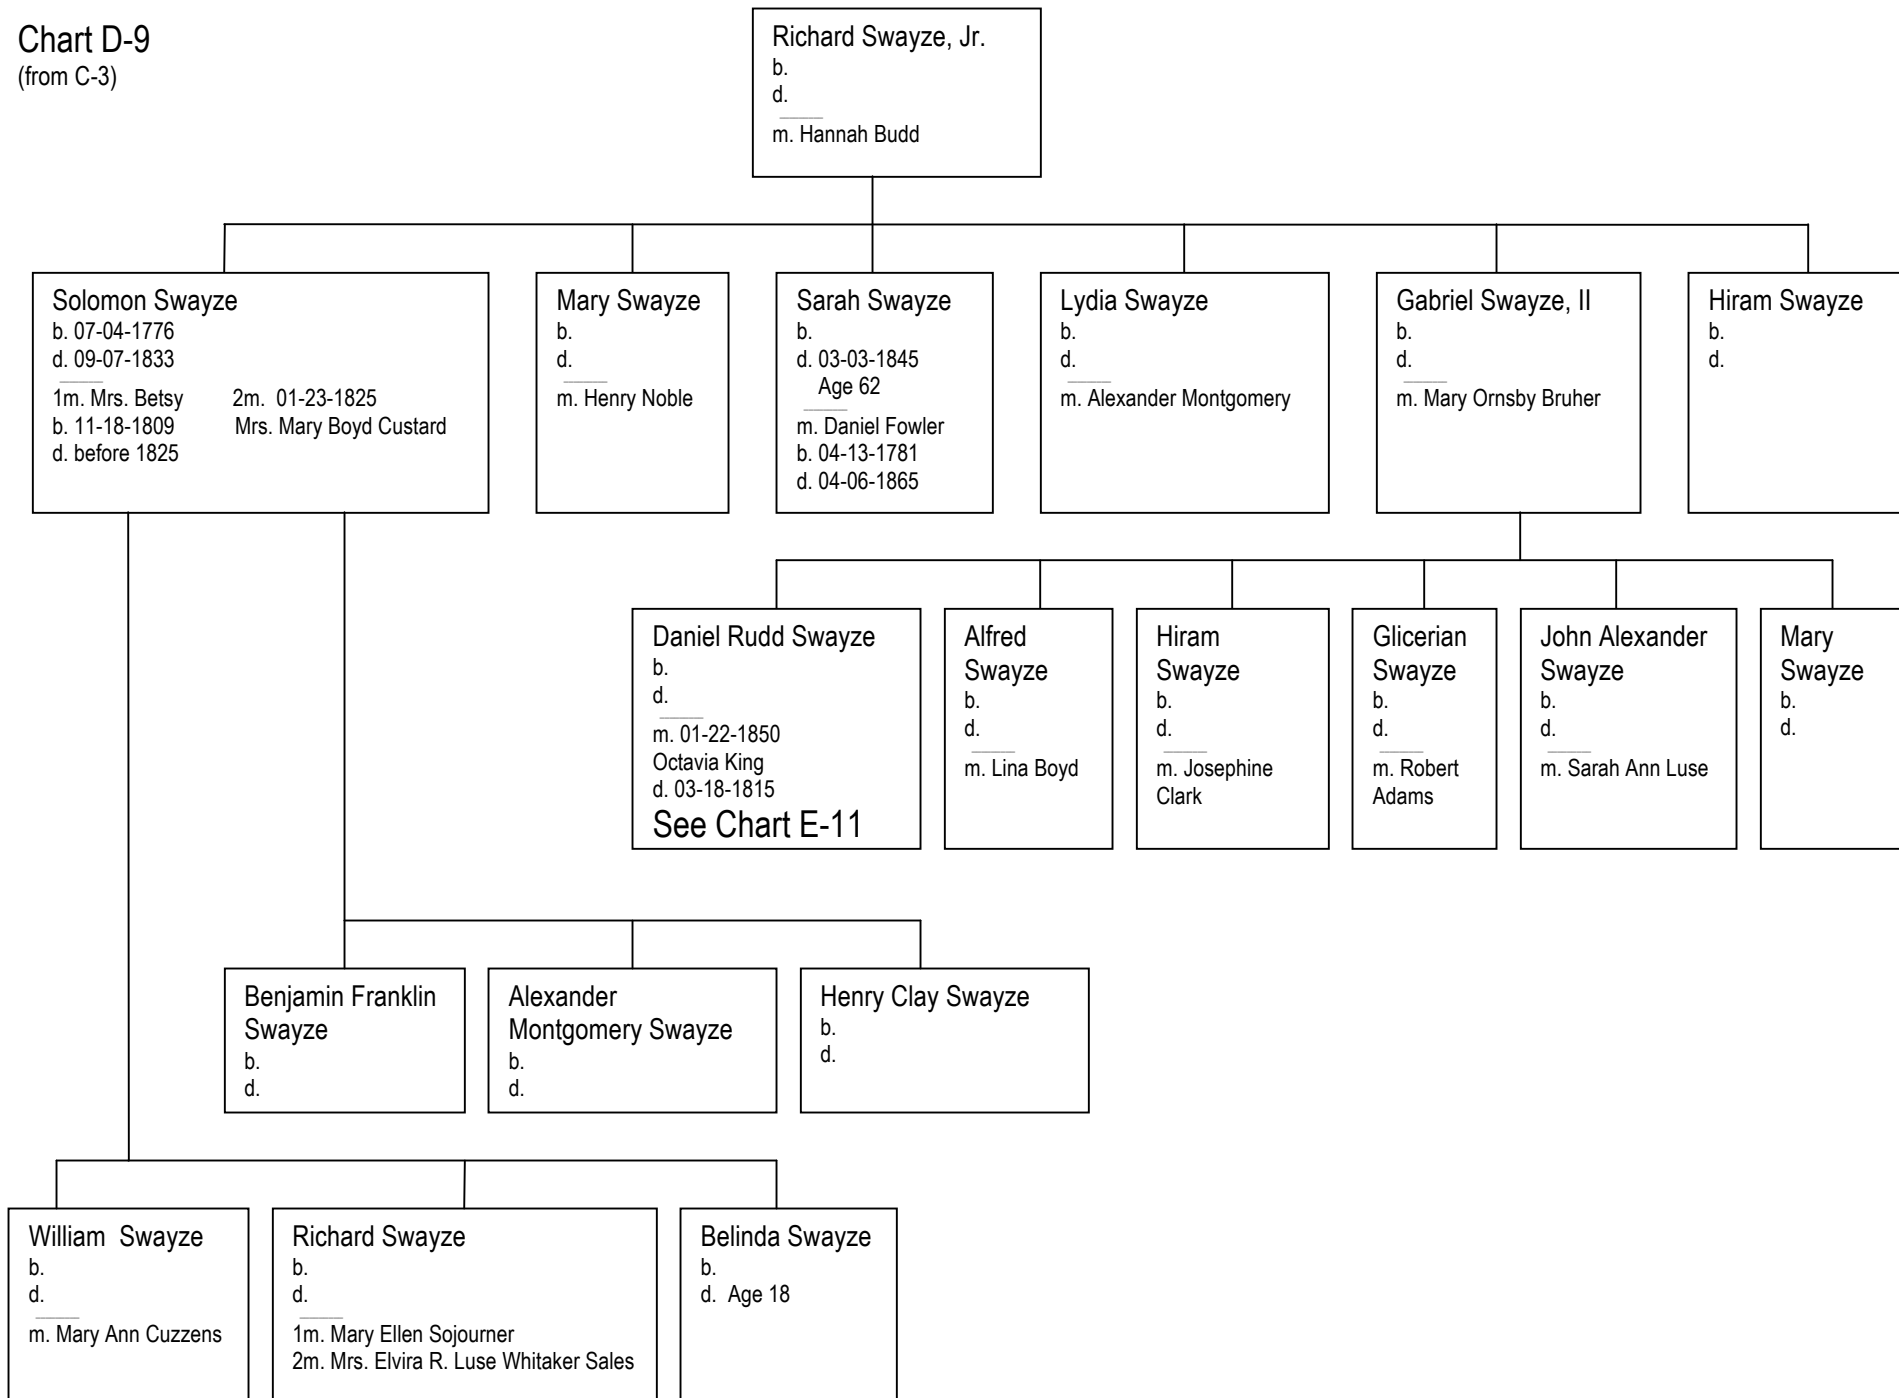 Chart D-9
(from C-3)
Richard Swayze, Jr.
b.
d.
m. Hannah Budd
Solomon Swayze
b. 07-04-1776
d. 09-07-1833
1m. Mrs. Betsy 2m. 01-23-1825
b. 11-18-1809 Mrs. Mary Boyd Custard
d. before 1825
Mary Swayze
b.
d.
m. Henry Noble
Sarah Swayze
b.
d. 03-03-1845
Age 62
m. Daniel Fowler
b. 04-13-1781
d. 04-06-1865
Lydia Swayze
b.
d.
m. Alexander Montgomery
Gabriel Swayze, II
b.
d.
m. Mary Ornsby Bruher
Hiram Swayze
b.
d.
Daniel Rudd Swayze
b.
d.
m. 01-22-1850
Octavia King
d. 03-18-1815
See Chart E-11
Alfred
Swayze
b.
d.
m. Lina Boyd
Hiram
Swayze
b.
d.
m. Josephine
Clark
Glicerian
Swayze
b.
d.
m. Robert
Adams
John Alexander
Swayze
b.
d.
m. Sarah Ann Luse
Mary
Swayze
b.
d.
Benjamin Franklin
Swayze
b.
d.
Alexander
Montgomery Swayze
b.
d.
Henry Clay Swayze
b.
d.
William Swayze
b.
d.
m. Mary Ann Cuzzens
Richard Swayze
b.
d.
1m. Mary Ellen Sojourner
2m. Mrs. Elvira R. Luse Whitaker Sales
Belinda Swayze
b.
d. Age 18